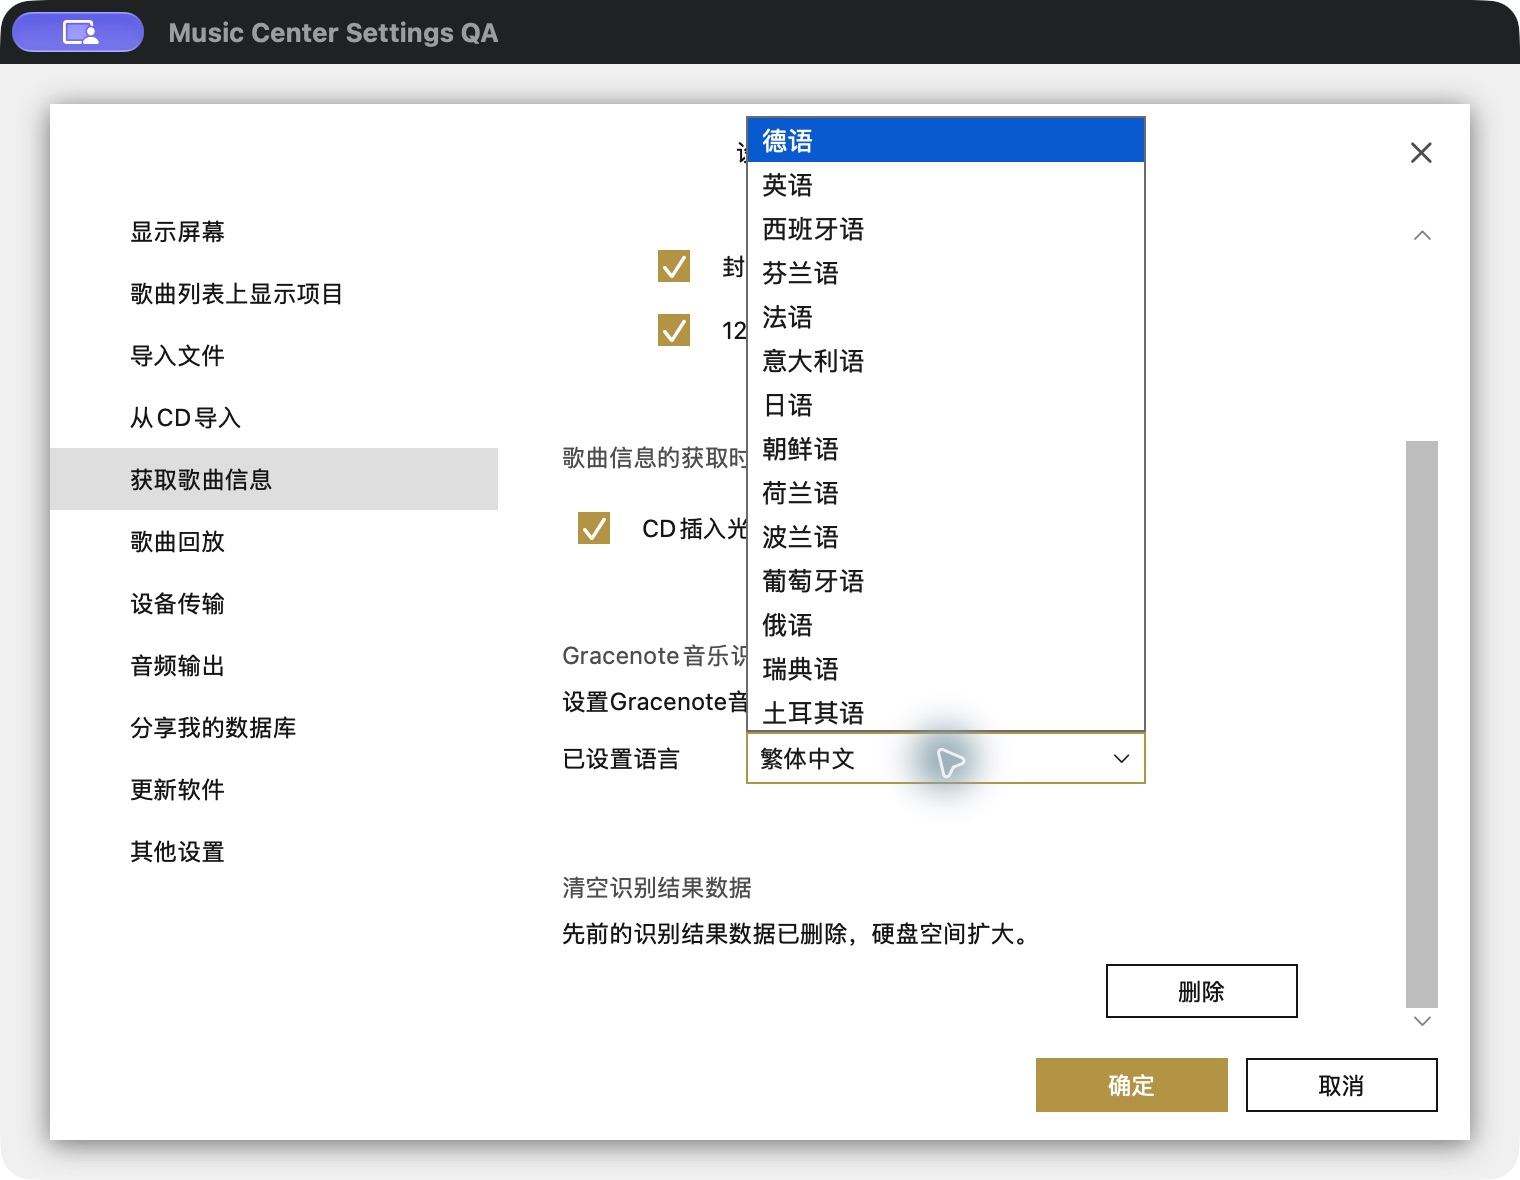 Music Center Settings QA
显示屏幕
歌曲列表上显示项目
导入文件
从CD导入
获取歌曲信息
歌曲回放
设备传输
音频输出
分享我的数据库
更新软件
其他设置
封
12
歌曲信息的获取时
CD插入光
Gracenote音乐识
设置Gracenote音
已设置语言
德语
英语
西班牙语
芬兰语
法语
意大利语
日语
朝鲜语
荷兰语
波兰语
葡萄牙语
俄语
瑞典语
土耳其语
繁体中文
清空识别结果数据
先前的识别结果数据已删除，硬盘空间扩大。
删除
确定
取消